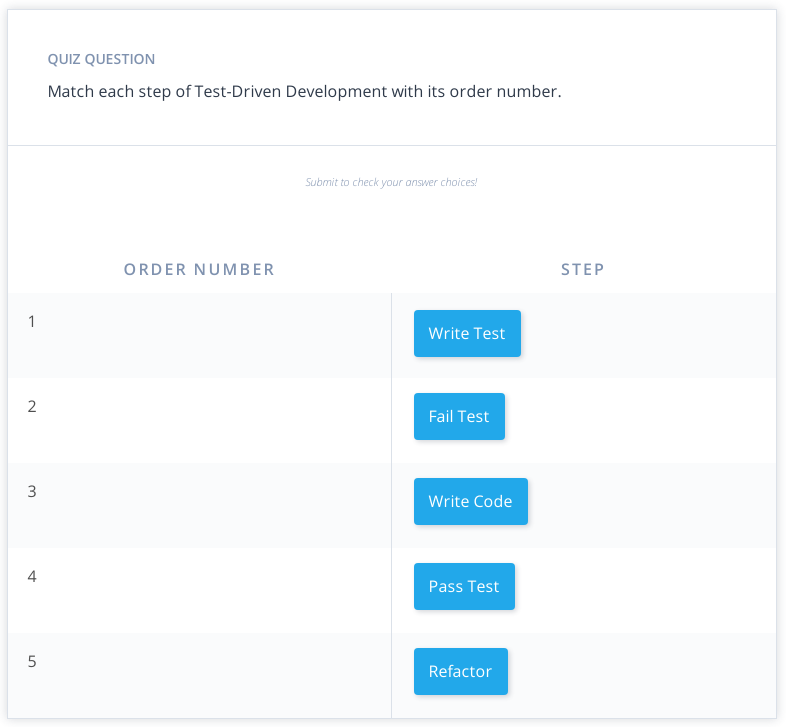 QUIZ QUESTION
Match each step of Test-Driven Development with its order number.
Submit to check your answer choices!
ORDER NUMBER STEP
1 Write Test
2 Fail Test
3 Write Code
4 Pass Test
5 Refactor